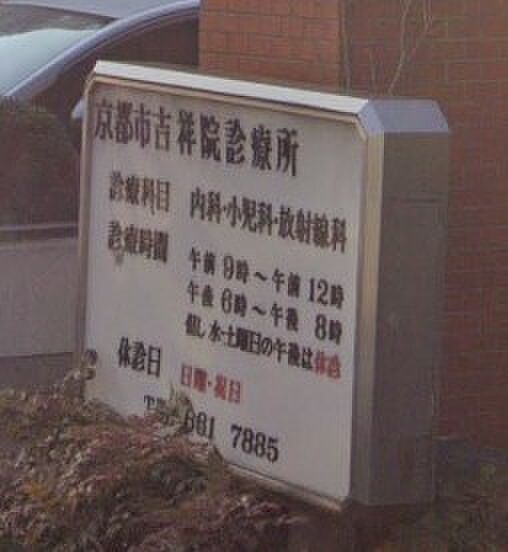 京都市吉祥院診療所
診療科目 内科・小児科・放射線科
診療時間 午前 9時～午前 12時
午後 6時～午後 8時
但し 水・土曜日の午後は休診
休診日 日曜・祝日
661 7885